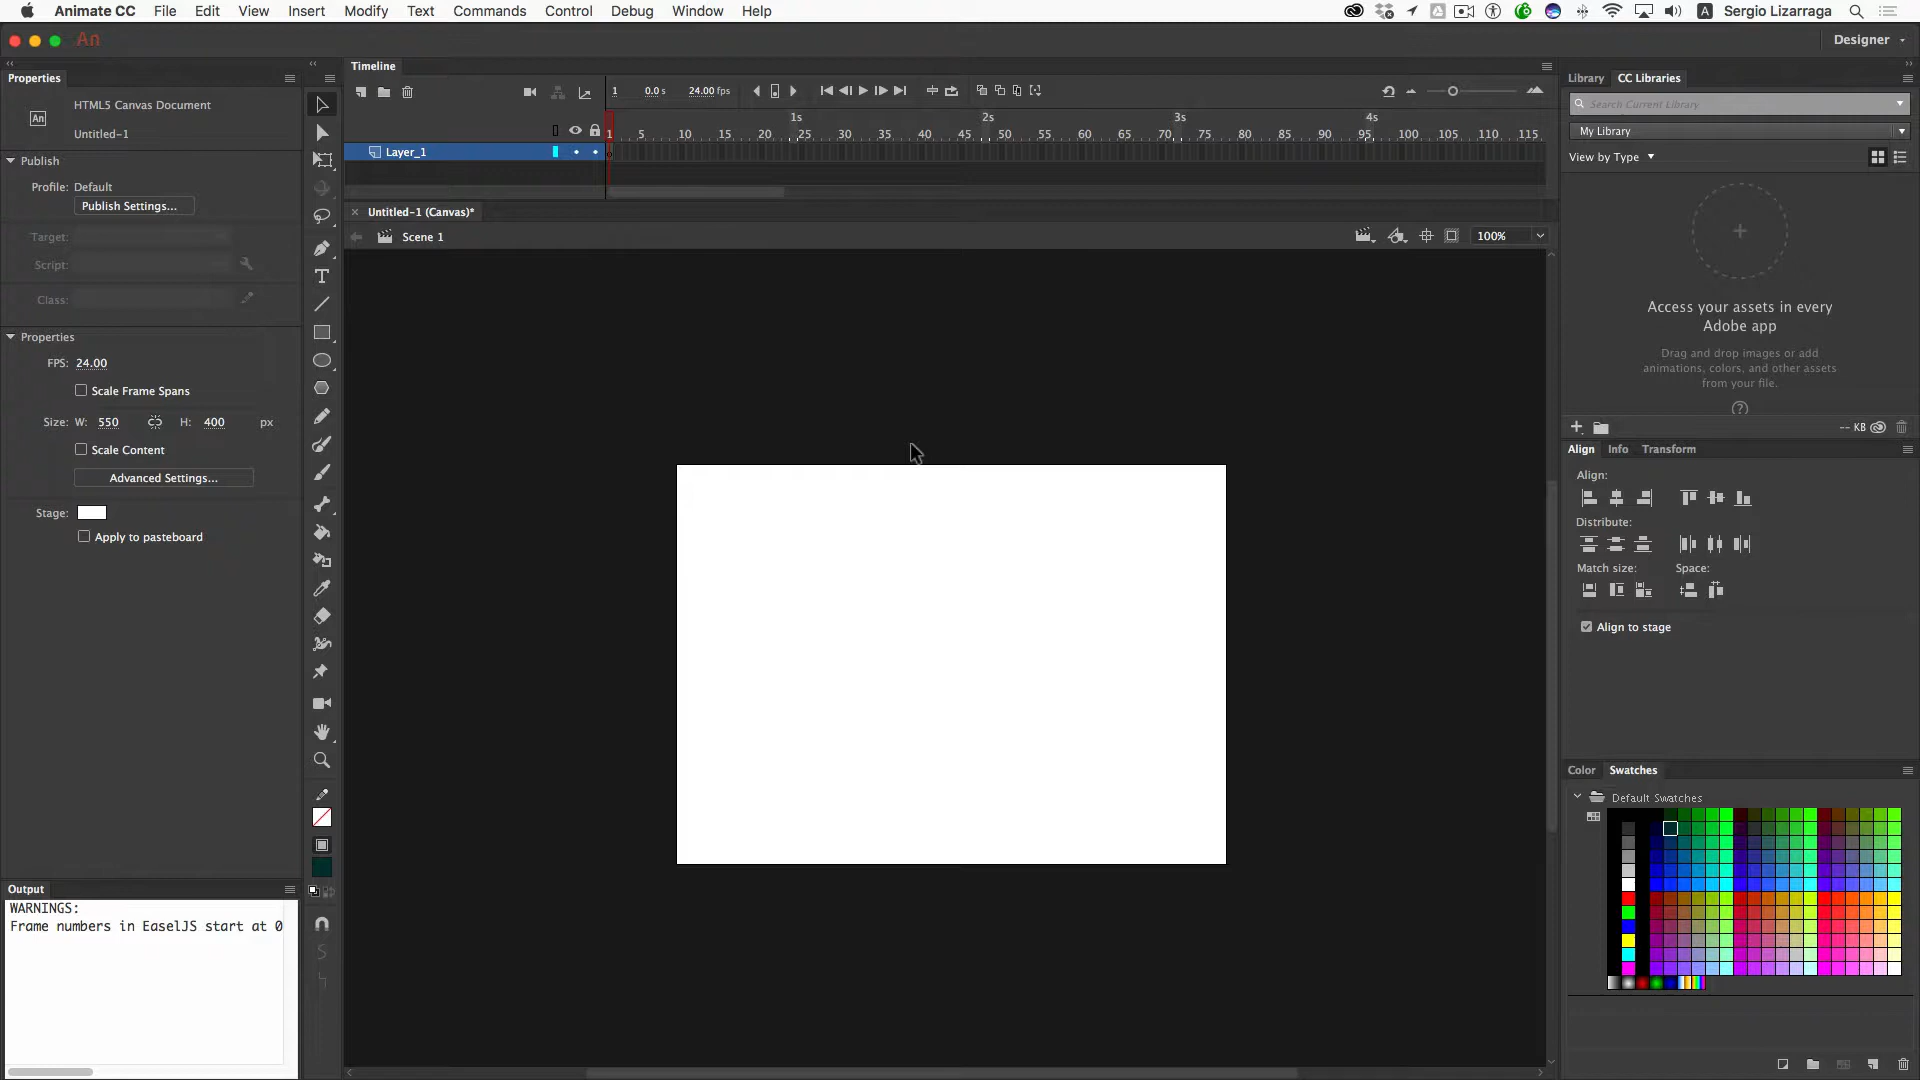 Animate CC File Edit View Insert Modify Text Commands Control Debug Window Help A Sergio Lizarraga
An Designer
Properties
An HTML5 Canvas Document
Untitled-1
Publish
Profile: Default
Publish Settings...
Target:
Script:
Class:
Properties
FPS: 24.00
Scale Frame Spans
Size: W: 550 H: 400 px
Scale Content
Advanced Settings...
Stage:
Apply to pasteboard
Output
WARNINGS:
Frame numbers in EaselJS start at 0
T
Timeline
1 0.0 s 24.00 fps
1s 2s 3s 4s
1 5 10 15 20 25 30 35 40 45 50 55 60 65 70 75 80 85 90 95 100 105 110 115
Layer_1
Untitled-1 (Canvas)*
Scene 1 100%
Library CC Libraries
Search Current Library
My Library
View by Type
Access your assets in every
Adobe app
Drag and drop images or add
animations, colors, and other assets
from your file.
-- KB
Align Info Transform
Align:
Distribute:
Match size: Space:
Align to stage
Color Swatches
Default Swatches